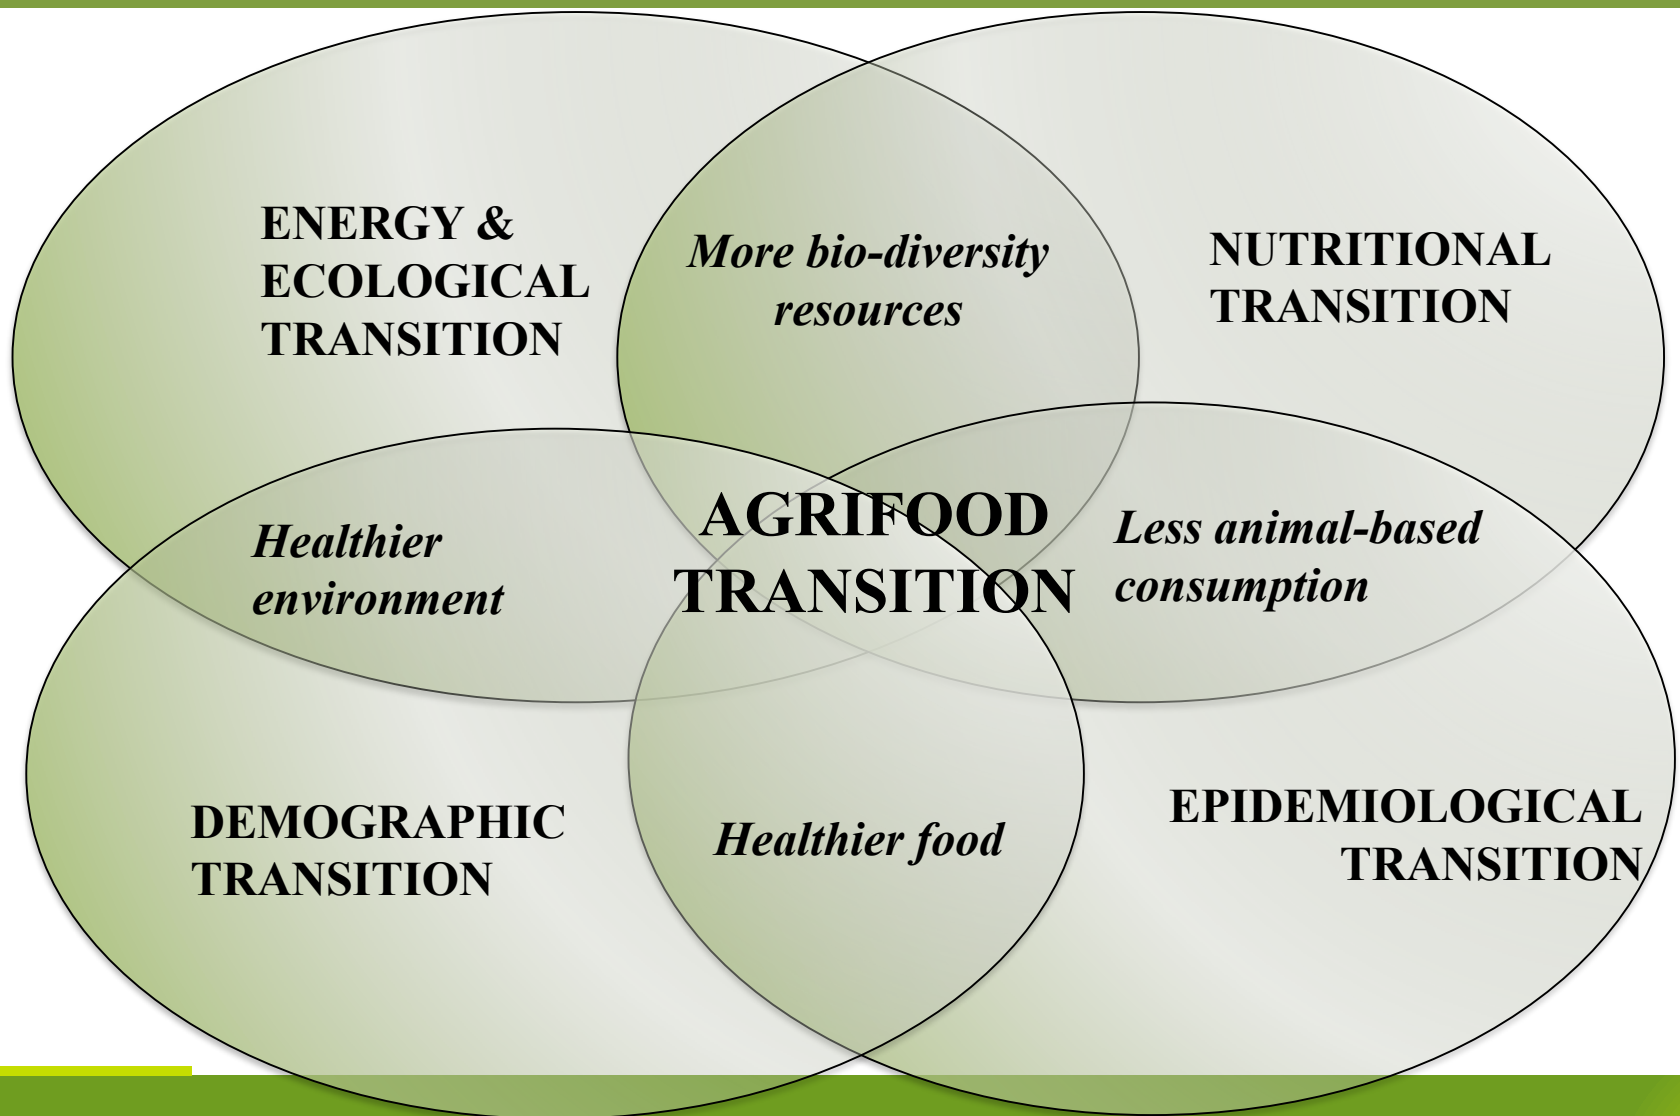 ENERGY &
ECOLOGICAL
TRANSITION
More bio-diversity
resources
NUTRITIONAL
TRANSITION
Healthier
environment
AGRIFOOD
TRANSITION
Less animal-based
consumption
DEMOGRAPHIC
TRANSITION
Healthier food
EPIDEMIOLOGICAL
TRANSITION